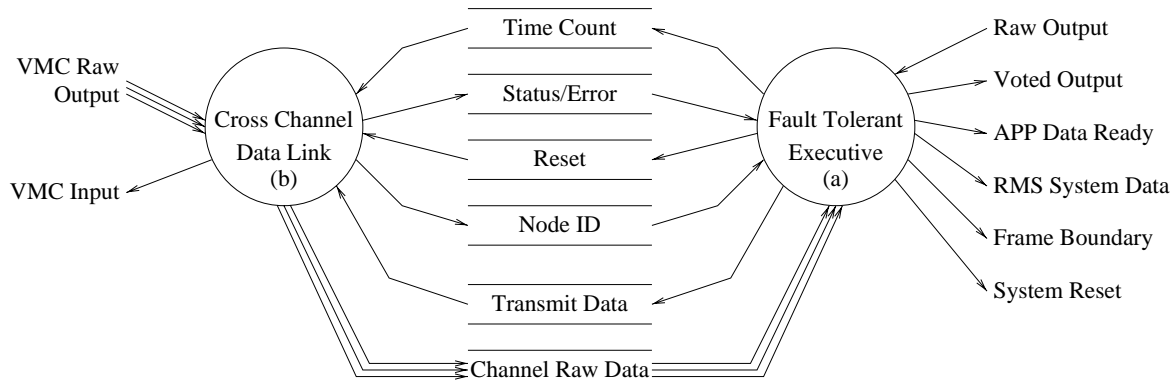 VMC Raw
Output
VMC Input
Cross Channel
Data Link
(b)
Time Count
Status/Error
Reset
Node ID
Transmit Data
Channel Raw Data
Fault Tolerant
Executive
(a)
Raw Output
Voted Output
APP Data Ready
RMS System Data
Frame Boundary
System Reset